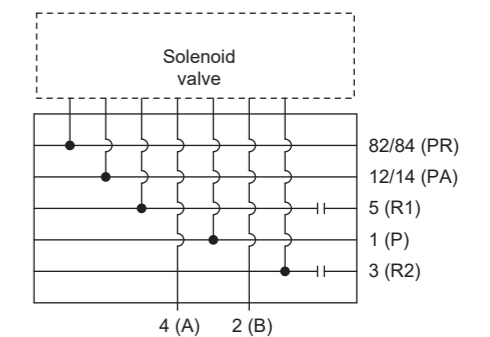 Solenoid
valve
82/84 (PR)
12/14 (PA)
5 (R1)
1 (P)
3 (R2)
4 (A) 2 (B)